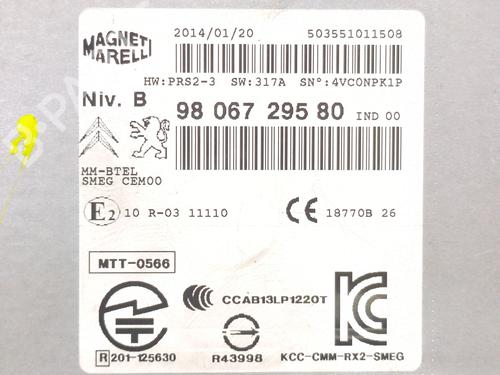 MAGNETI
MARELLI
2014/01/20 503551011508
HW:PRS2-3 SW:317A SN°:4VC0NPK1P
Niv. B
98 067 295 80 IND 00
MM-BTEL
SMEG CEM00
E2 10 R-03 11110
CE 18770B 26
MTT-0566
CCAB13LP1220T
R 201-125630
R43998
KCC-CMM-RX2-SMEG